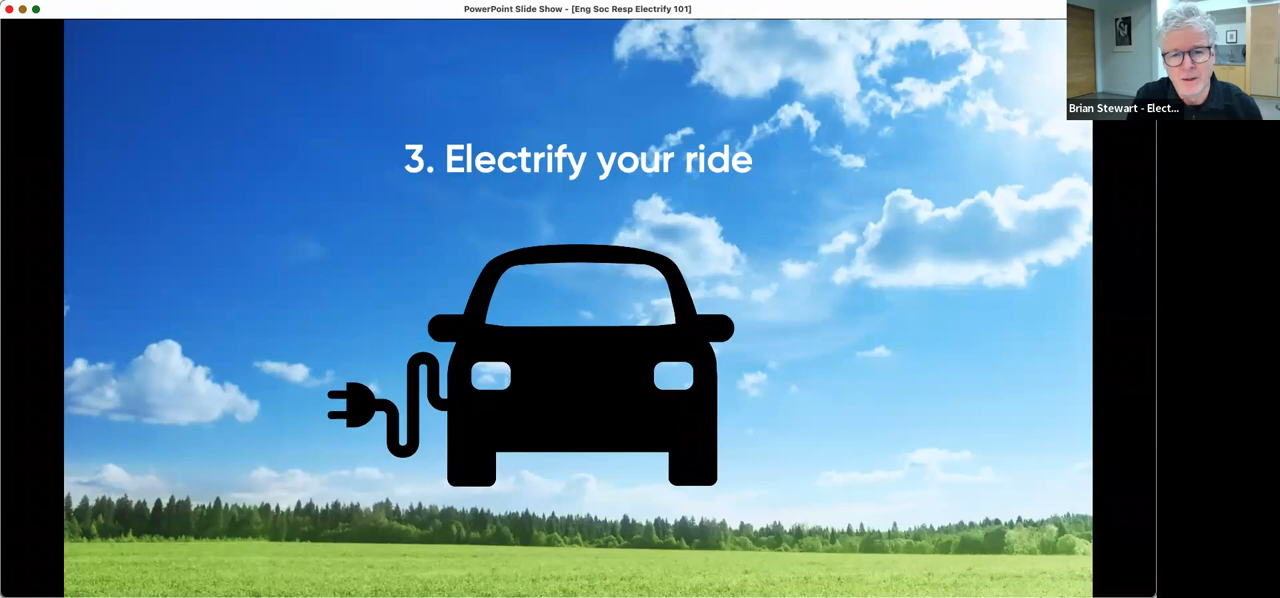 PowerPoint Slide Show - [Eng Soc Resp Electrify 101]
Brian Stewart - Elect...
3. Electrify your ride